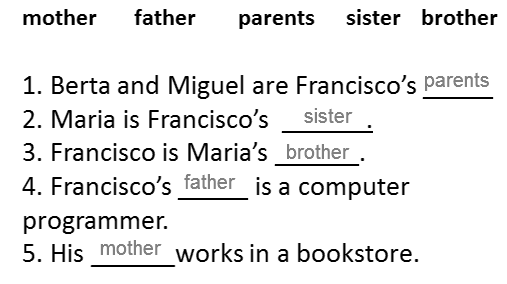 mother father parents sister brother
1. Berta and Miguel are Francisco’s parents
2. Maria is Francisco’s sister .
3. Francisco is Maria’s brother .
4. Francisco’s father is a computer
programmer.
5. His mother works in a bookstore.